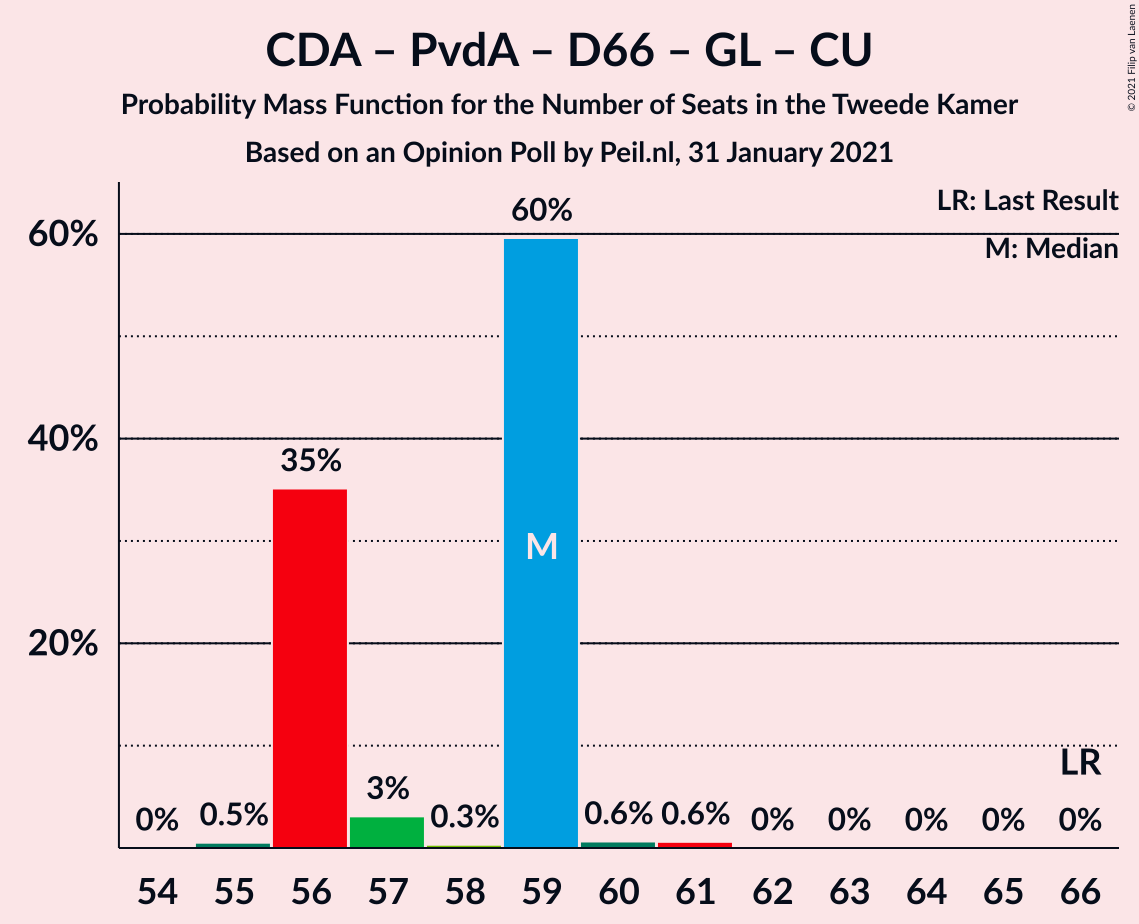 CDA – PvdA – D66 – GL – CU
Probability Mass Function for the Number of Seats in the Tweede Kamer
Based on an Opinion Poll by Peil.nl, 31 January 2021
© 2021 Filip van Laenen
LR: Last Result
M: Median
60%
40%
20%
0% 0.5% 35% 3% 0.3% 60% 0.6% 0.6% 0% 0% 0% 0% 0%
M
LR
54 55 56 57 58 59 60 61 62 63 64 65 66